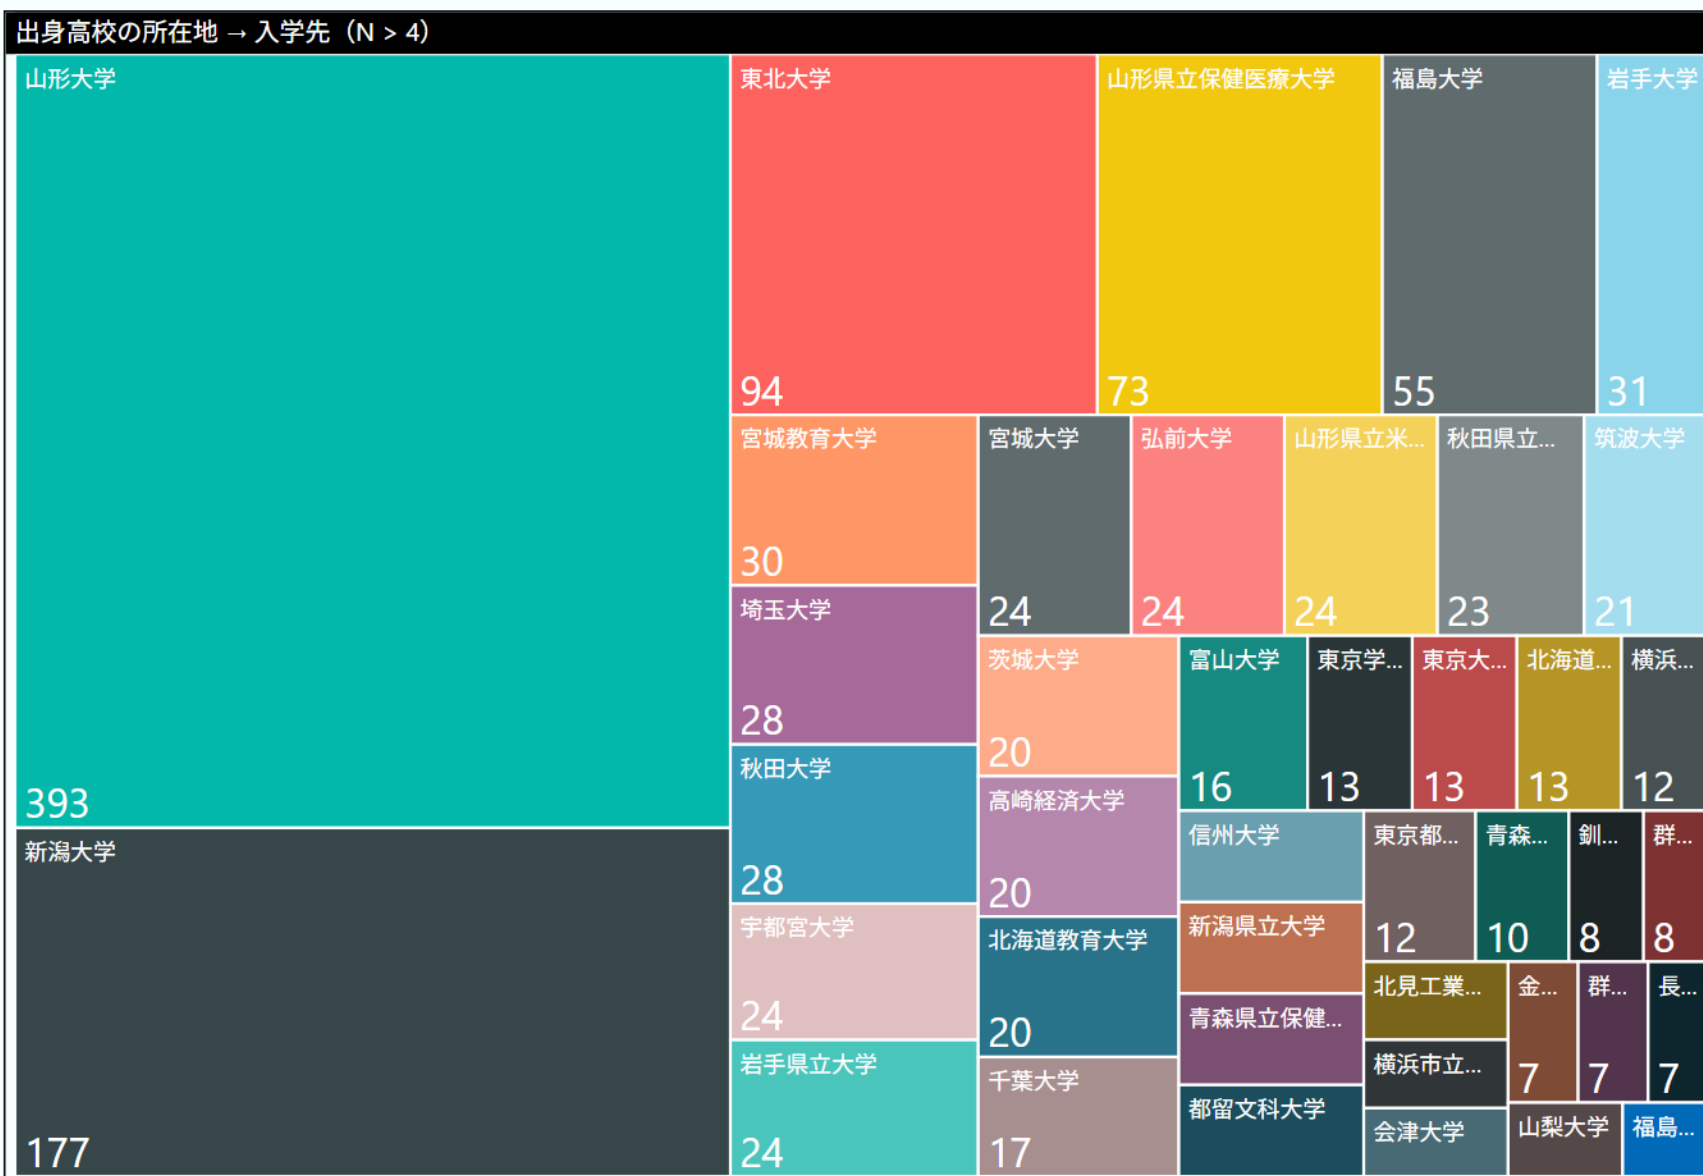 出身高校の所在地 → 入学先（N > 4）
山形大学
393
新潟大学
177
東北大学
94
山形県立保健医療大学
73
福島大学
55
岩手大学
31
宮城教育大学
30
埼玉大学
28
秋田大学
28
宇都宮大学
24
岩手県立大学
24
宮城大学
24
弘前大学
24
山形県立米...
24
秋田県立...
23
筑波大学
21
茨城大学
20
高崎経済大学
20
北海道教育大学
20
千葉大学
17
富山大学
16
東京学...
13
東京大...
13
北海道...
13
横浜...
12
信州大学
新潟県立大学
青森県立保健...
都留文科大学
東京都...
12
青森...
10
釧...
8
群...
8
北見工業...
横浜市立...
会津大学
金...
7
群...
7
長...
7
山梨大学
福島...